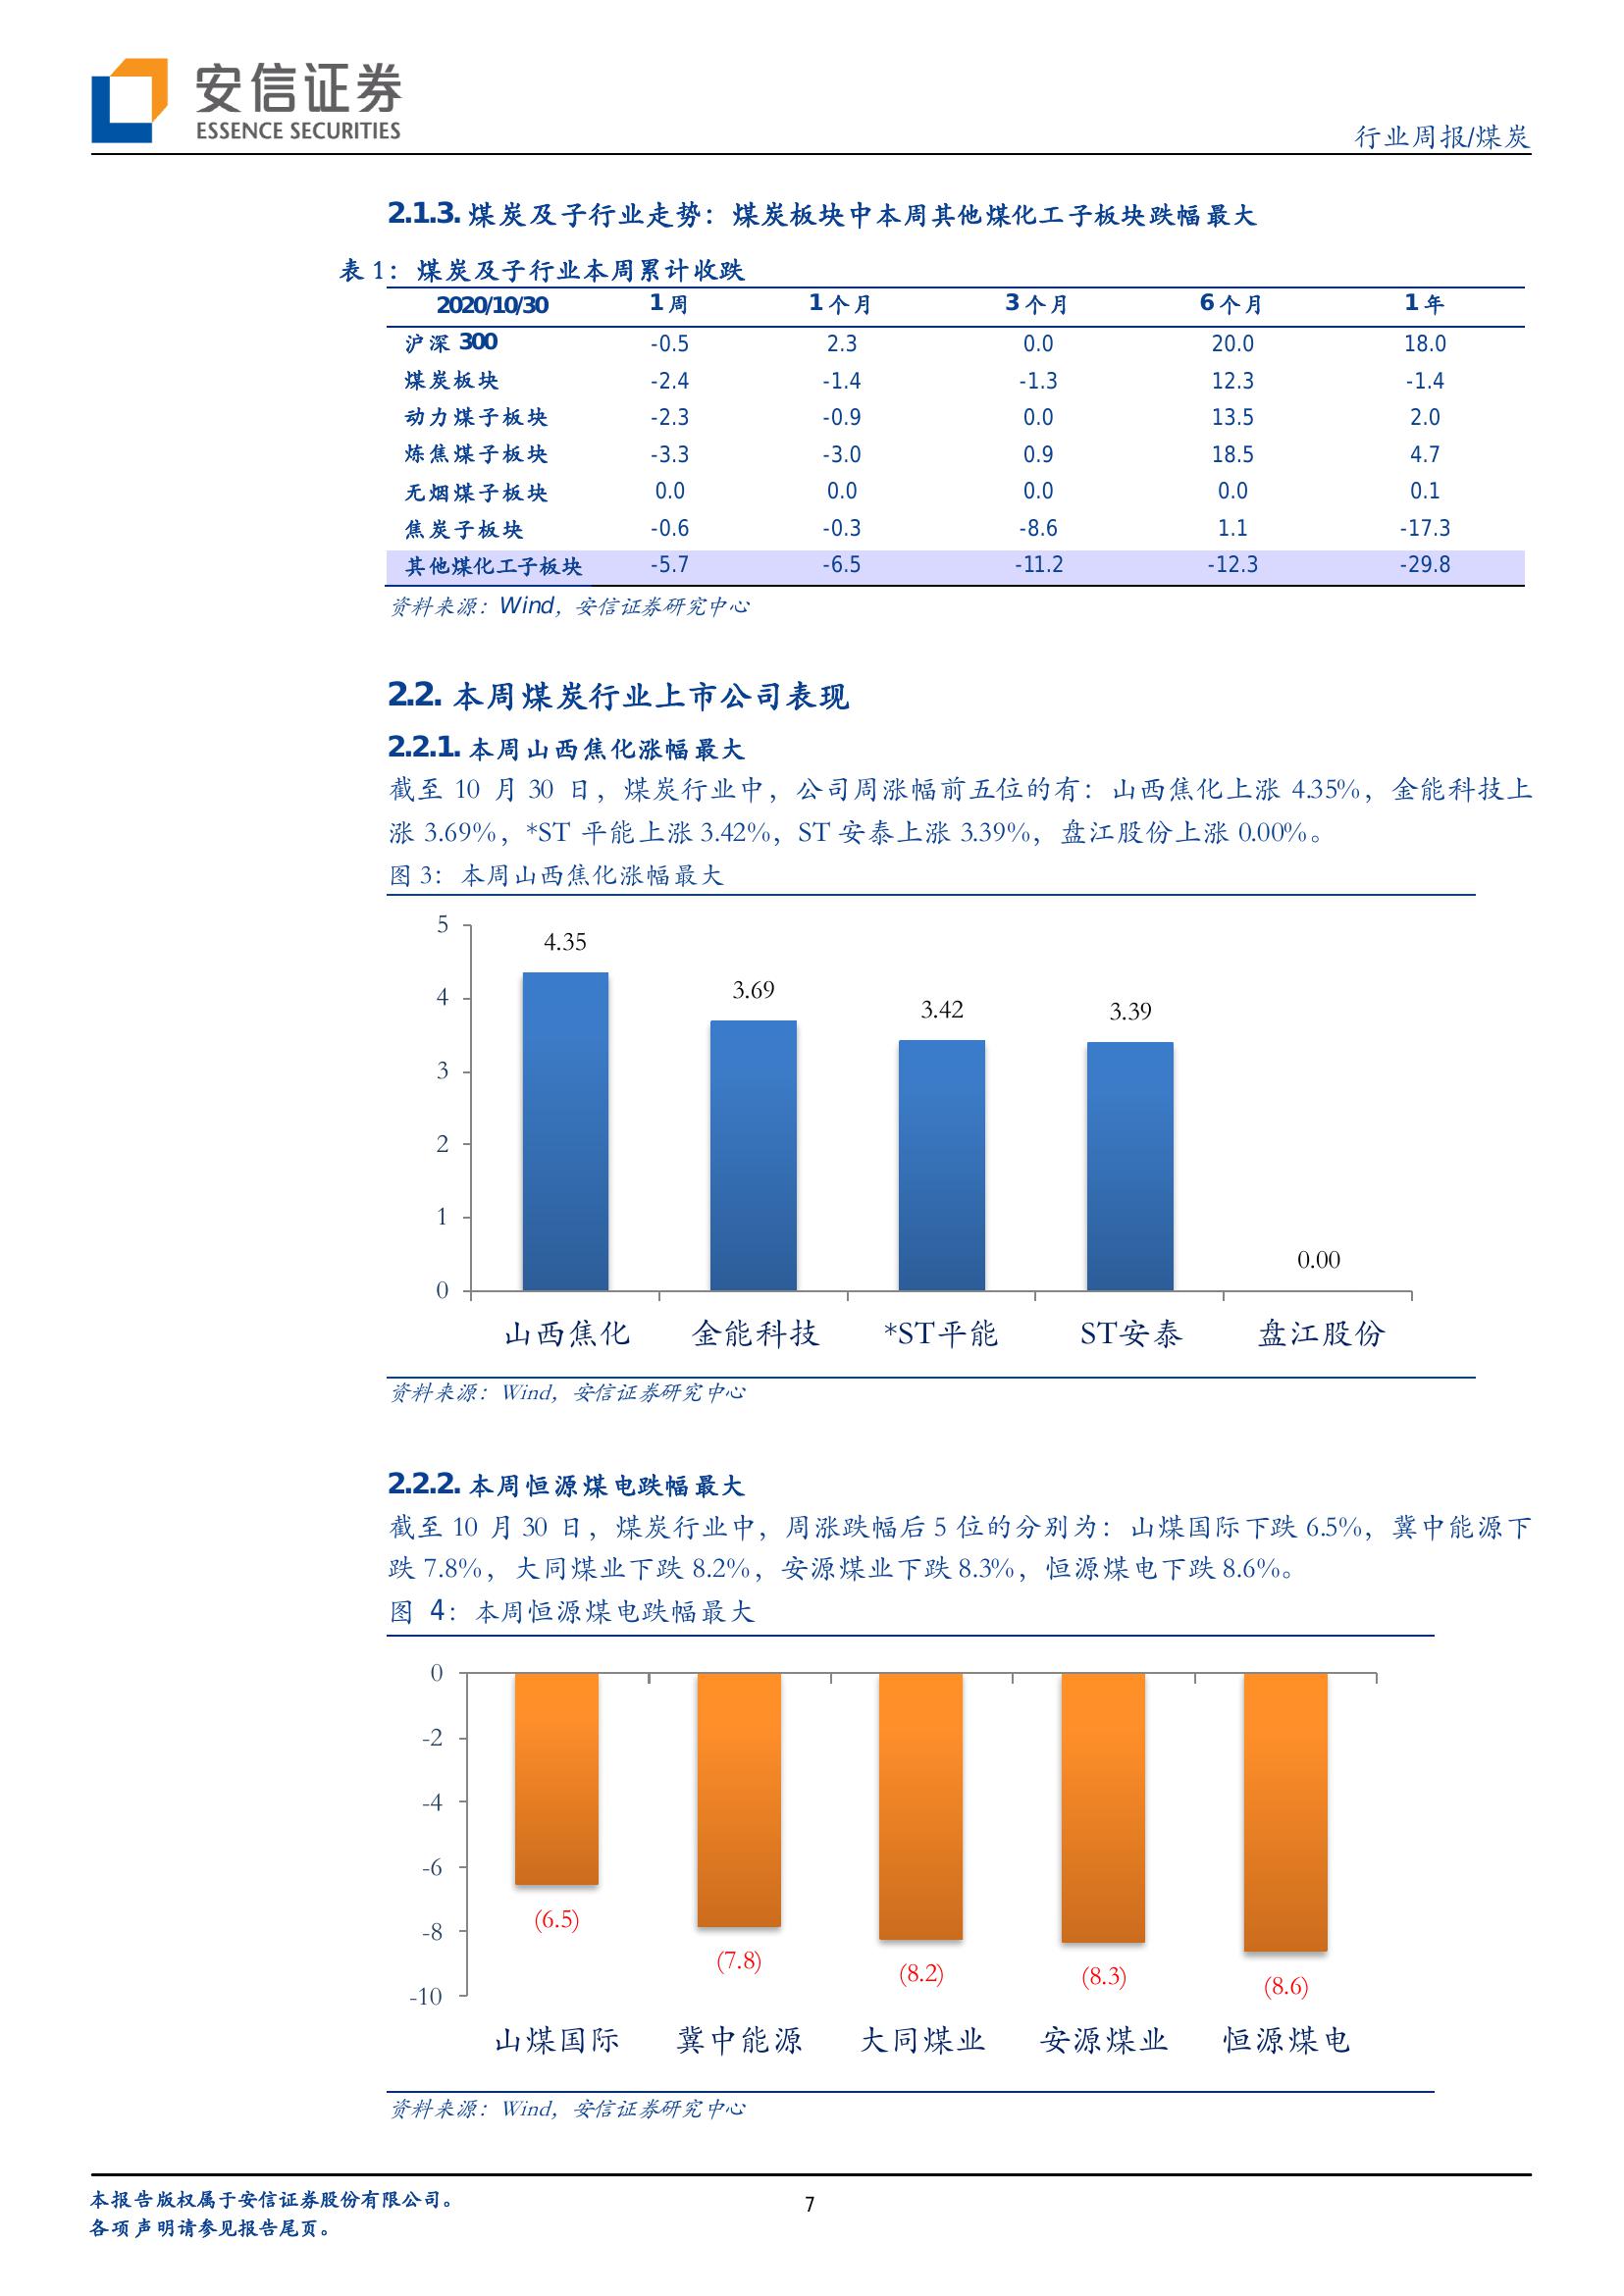 安信证券
ESSENCE SECURITIES
行业周报/煤炭
2.1.3. 煤炭及子行业走势：煤炭板块中本周其他煤化工子板块跌幅最大
表 1：煤炭及子行业本周累计收跌
2020/10/30 1周 1个月 3个月 6个月 1年
沪深 300 -0.5 2.3 0.0 20.0 18.0
煤炭板块 -2.4 -1.4 -1.3 12.3 -1.4
动力煤子板块 -2.3 -0.9 0.0 13.5 2.0
炼焦煤子板块 -3.3 -3.0 0.9 18.5 4.7
无烟煤子板块 0.0 0.0 0.0 0.0 0.1
焦炭子板块 -0.6 -0.3 -8.6 1.1 -17.3
其他煤化工子板块 -5.7 -6.5 -11.2 -12.3 -29.8
资料来源：Wind，安信证券研究中心
2.2. 本周煤炭行业上市公司表现
2.2.1. 本周山西焦化涨幅最大
截至 10 月 30 日，煤炭行业中，公司周涨幅前五位的有：山西焦化上涨 4.35%，金能科技上
涨 3.69%，*ST 平能上涨 3.42%，ST 安泰上涨 3.39%，盘江股份上涨 0.00%。
图 3：本周山西焦化涨幅最大
5
4
3
2
1
0
4.35
3.69
3.42
3.39
0.00
山西焦化 金能科技 *ST平能 ST安泰 盘江股份
资料来源：Wind，安信证券研究中心
2.2.2. 本周恒源煤电跌幅最大
截至 10 月 30 日，煤炭行业中，周涨跌幅后 5 位的分别为：山煤国际下跌 6.5%，冀中能源下
跌 7.8%，大同煤业下跌 8.2%，安源煤业下跌 8.3%，恒源煤电下跌 8.6%。
图 4：本周恒源煤电跌幅最大
0
-2
-4
-6
-8
-10
(6.5)
(7.8)
(8.2)
(8.3)
(8.6)
山煤国际 冀中能源 大同煤业 安源煤业 恒源煤电
资料来源：Wind，安信证券研究中心
本报告版权属于安信证券股份有限公司。
各项声明请参见报告尾页。
7